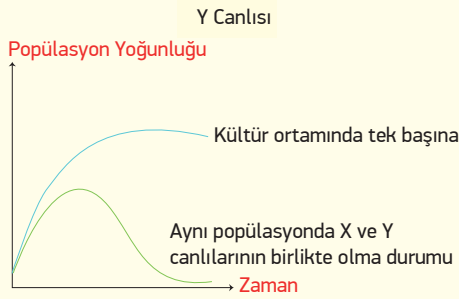 Y Canlısı
Popülasyon Yoğunluğu
Kültür ortamında tek başına
Aynı popülasyonda X ve Y
canlılarının birlikte olma durumu
Zaman